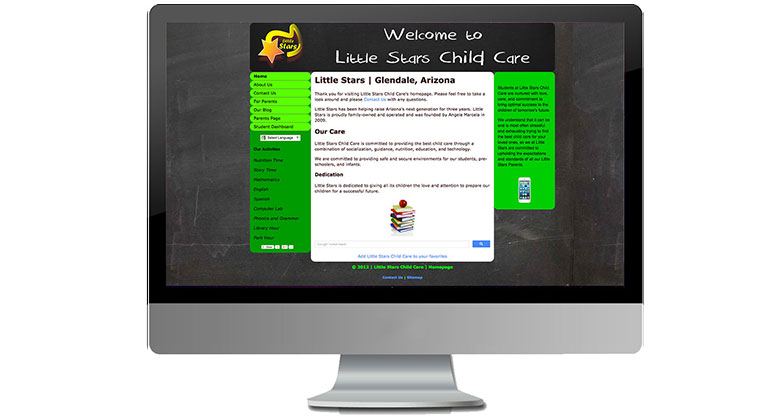 Little
Stars
Welcome to
Little Stars Child Care
Home
About Us
Contact Us
For Parents
Our Blog
Parents Page
Student Dashboard
Select Language
Our Activities
Nutrition Time
Story Time
Mathematics
English
Spanish
Computer Lab
Phonics and Grammar
Library Hour
Park Hour
Little Stars | Glendale, Arizona
Thank you for visiting Little Stars Child Care's homepage. Please feel free to take a
look around and please Contact Us with any questions.
Little Stars has been helping raise Arizona's next generation for three years. Little
Stars is proudly family-owned and operated and was founded by Angela Marcela in
2009.
Our Care
Little Stars Child Care is committed to providing the best child care through a
combination of socialization, guidance, nutrition, education, and technology.
We are committed to providing safe and secure environments for our students, pre-
schoolers, and infants.
Dedication
Little Stars is dedicated to giving all its children the love and attention to prepare our
children for a successful future.
Add Little Stars Child Care to your favorites
Students at Little Stars Child
Care are nurtured with love,
care, and commitment to
bring optimal success to the
children of tomorrow's future.
We understand that it can be
and is most often stressful
and exhausting trying to find
the best child care for your
loved ones, so we at Little
Stars are committed to
upholding the expectations
and standards of all our Little
Stars Parents.
© 2012 | Little Stars Child Care | Homepage
Contact Us | Sitemap